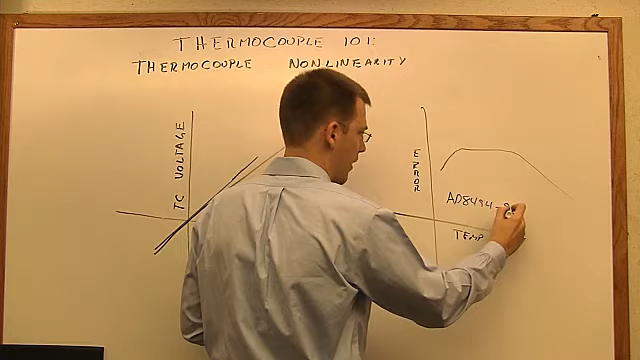 THERMOCOUPLE 101:
THERMOCOUPLE NONLINEARITY
TC VOLTAGE
ERROR
AD8494-
TEMP